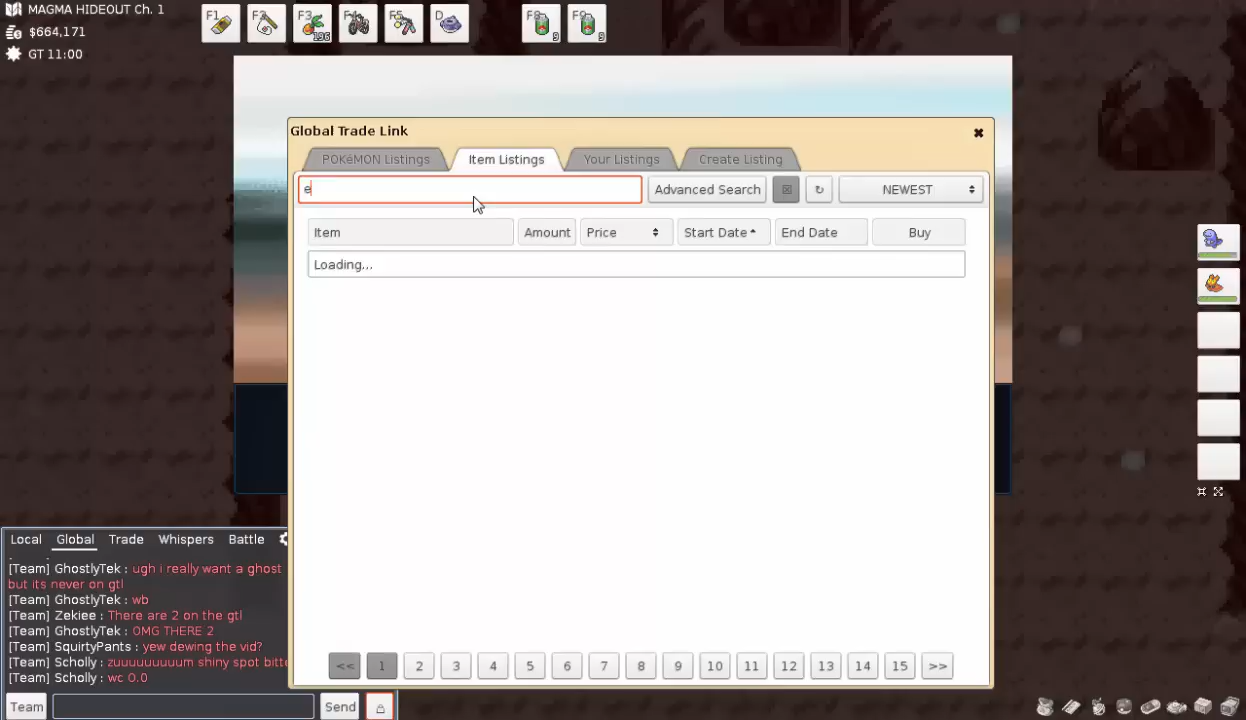 MAGMA HIDEOUT Ch. 1
$664,171
GT 11:00
F1 F2 F3 F4 F5 D F8 F9
196 9 9
Global Trade Link
POKéMON Listings Item Listings Your Listings Create Listing
e Advanced Search NEWEST
Item Amount Price Start Date End Date Buy
Loading...
<< 1 2 3 4 5 6 7 8 9 10 11 12 13 14 15 >>
Local Global Trade Whispers Battle
[Team] GhostlyTek : ugh i really want a ghost
but its never on gtl
[Team] GhostlyTek : wb
[Team] Zekiee : There are 2 on the gtl
[Team] GhostlyTek : OMG THERE 2
[Team] SquirtyPants : yew dewing the vid?
[Team] Scholly : zuuuuuuuuum shiny spot bitte
[Team] Scholly : wc 0.0
Team Send